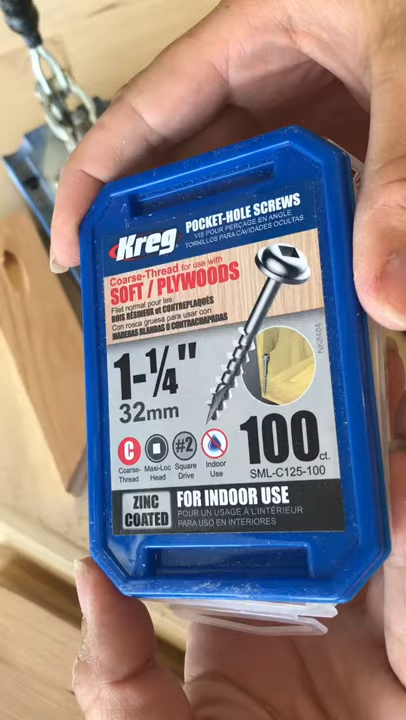 Kreg
POCKET-HOLE SCREWS
VIS POUR PERÇAGE EN ANGLE
TORNILLOS PARA CAVIDADES OCULTAS
Coarse-Thread for use with
SOFT / PLYWOODS
Filet normal pour les
BOIS RÉSINEUX et CONTREPLAQUÉS
Con rosca gruesa para usar con
MADERAS BLANDAS O CONTRACHAPADAS
1-¼"
32mm
NK8484
C
Coarse-
Thread
Maxi-Loc
Head
#2
Square
Drive
Indoor
Use
100 ct.
SML-C125-100
ZINC
COATED
FOR INDOOR USE
POUR UN USAGE À L'INTÉRIEUR
PARA USO EN INTERIORES